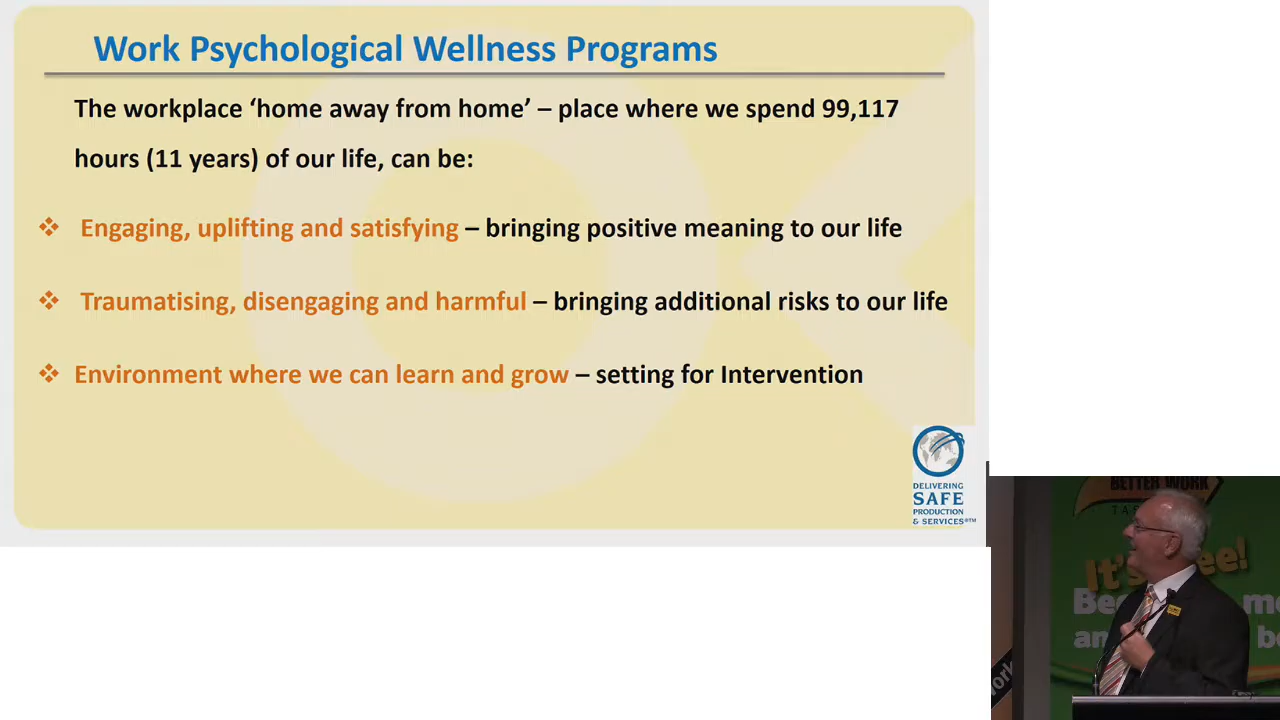 Work Psychological Wellness Programs
The workplace ‘home away from home’ – place where we spend 99,117
hours (11 years) of our life, can be:
❖ Engaging, uplifting and satisfying – bringing positive meaning to our life
❖ Traumatising, disengaging and harmful – bringing additional risks to our life
❖ Environment where we can learn and grow – setting for Intervention
DELIVERING
SAFE
PRODUCTION
& SERVICES®™
BETTER WORK
It's